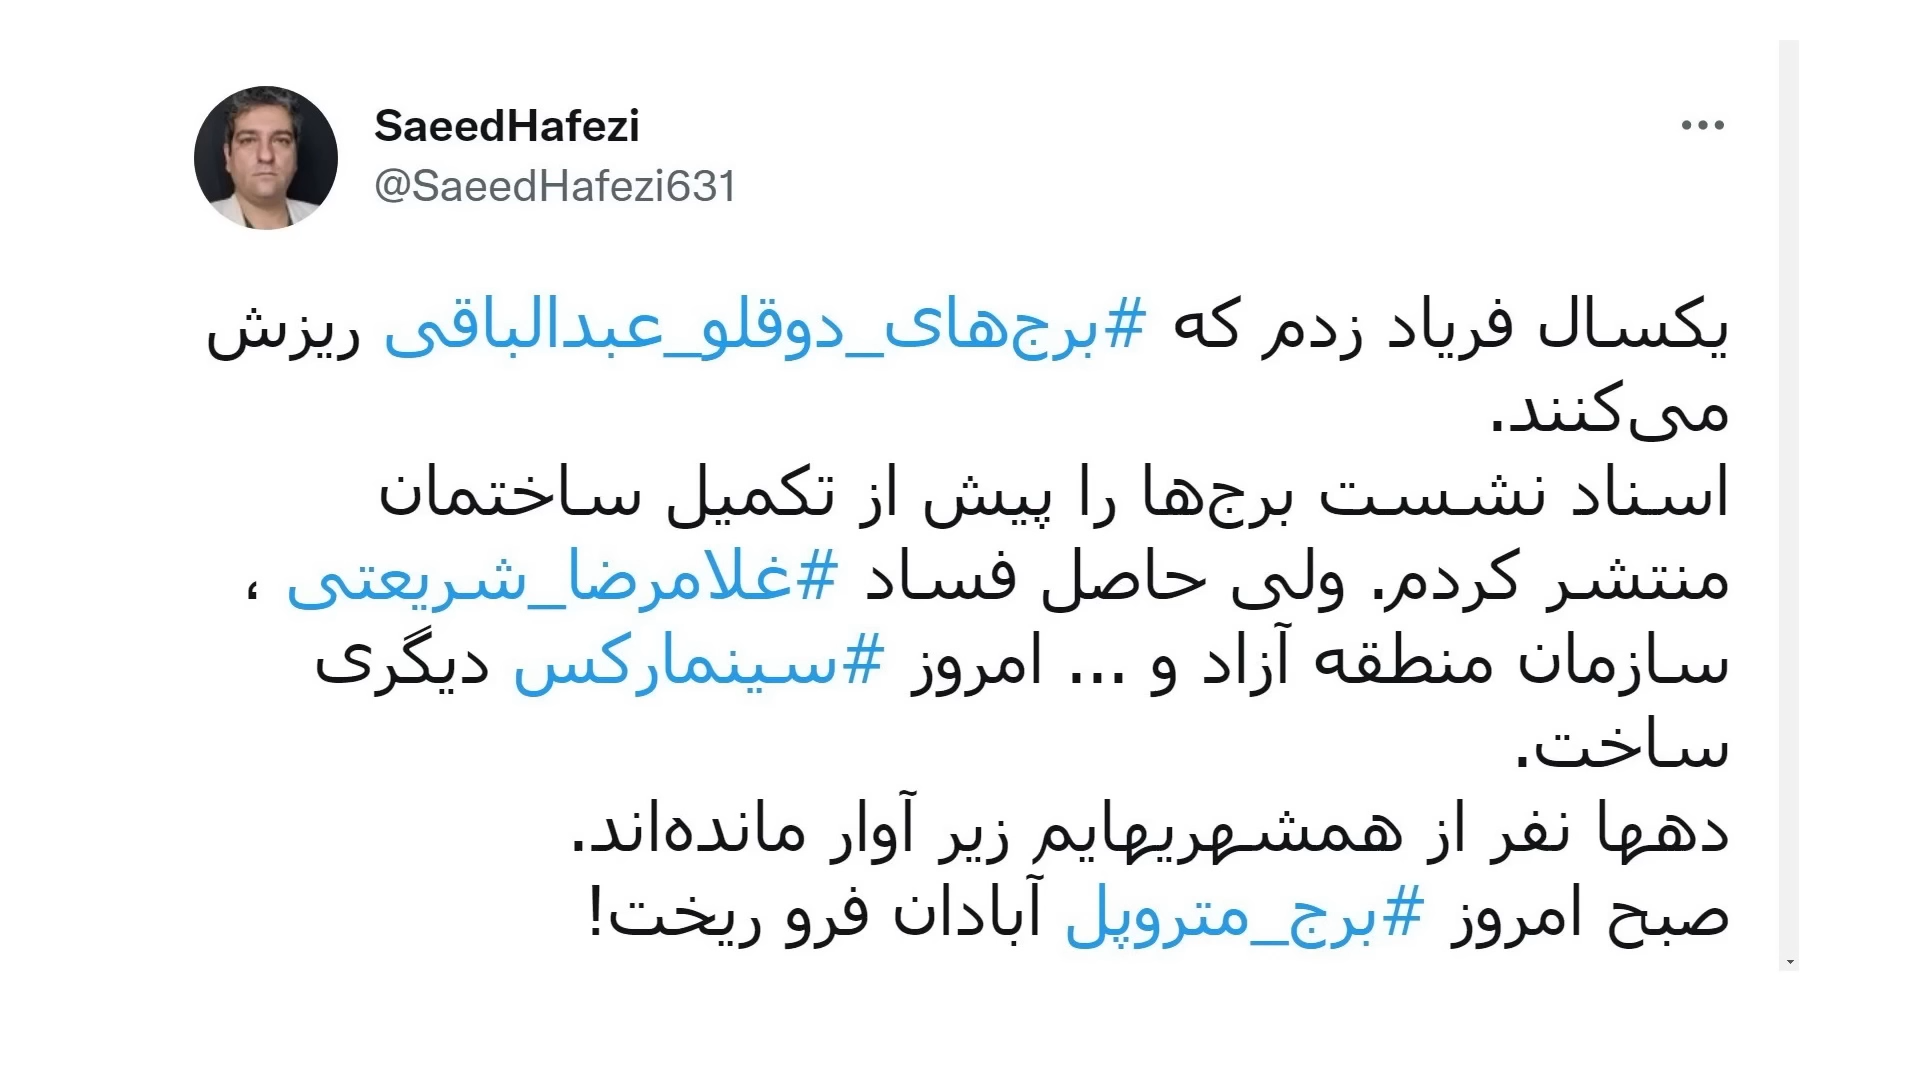 SaeedHafezi
@SaeedHafezi631
یکسال فریاد زدم که #برج‌های_دوقلو_عبدالباقی ریزش
می‌کنند.
اسناد نشست برج‌ها را پیش از تکمیل ساختمان
منتشر کردم. ولی حاصل فساد #غلامرضا_شریعتی ،
سازمان منطقه آزاد و ... امروز #سینمارکس دیگری
ساخت.
دهها نفر از همشهریهایم زیر آوار مانده‌اند.
صبح امروز #برج_متروپل آبادان فرو ریخت!